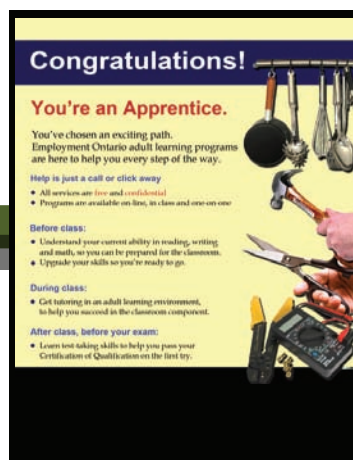 Congratulations!
You're an Apprentice.
You've chosen an exciting path.
Employment Ontario adult learning programs
are here to help you every step of the way.
Help is just a call or click away
All services are free and confidential
Programs are available on-line, in class and one-on-one
Before class:
Understand your current ability in reading, writing
and math, so you can be prepared for the classroom.
Upgrade your skills so you're ready to go.
During class:
Get tutoring in an adult learning environment,
to help you succeed in the classroom component.
After class, before your exam:
Learn test-taking skills to help you pass your
Certification of Qualification on the first try.